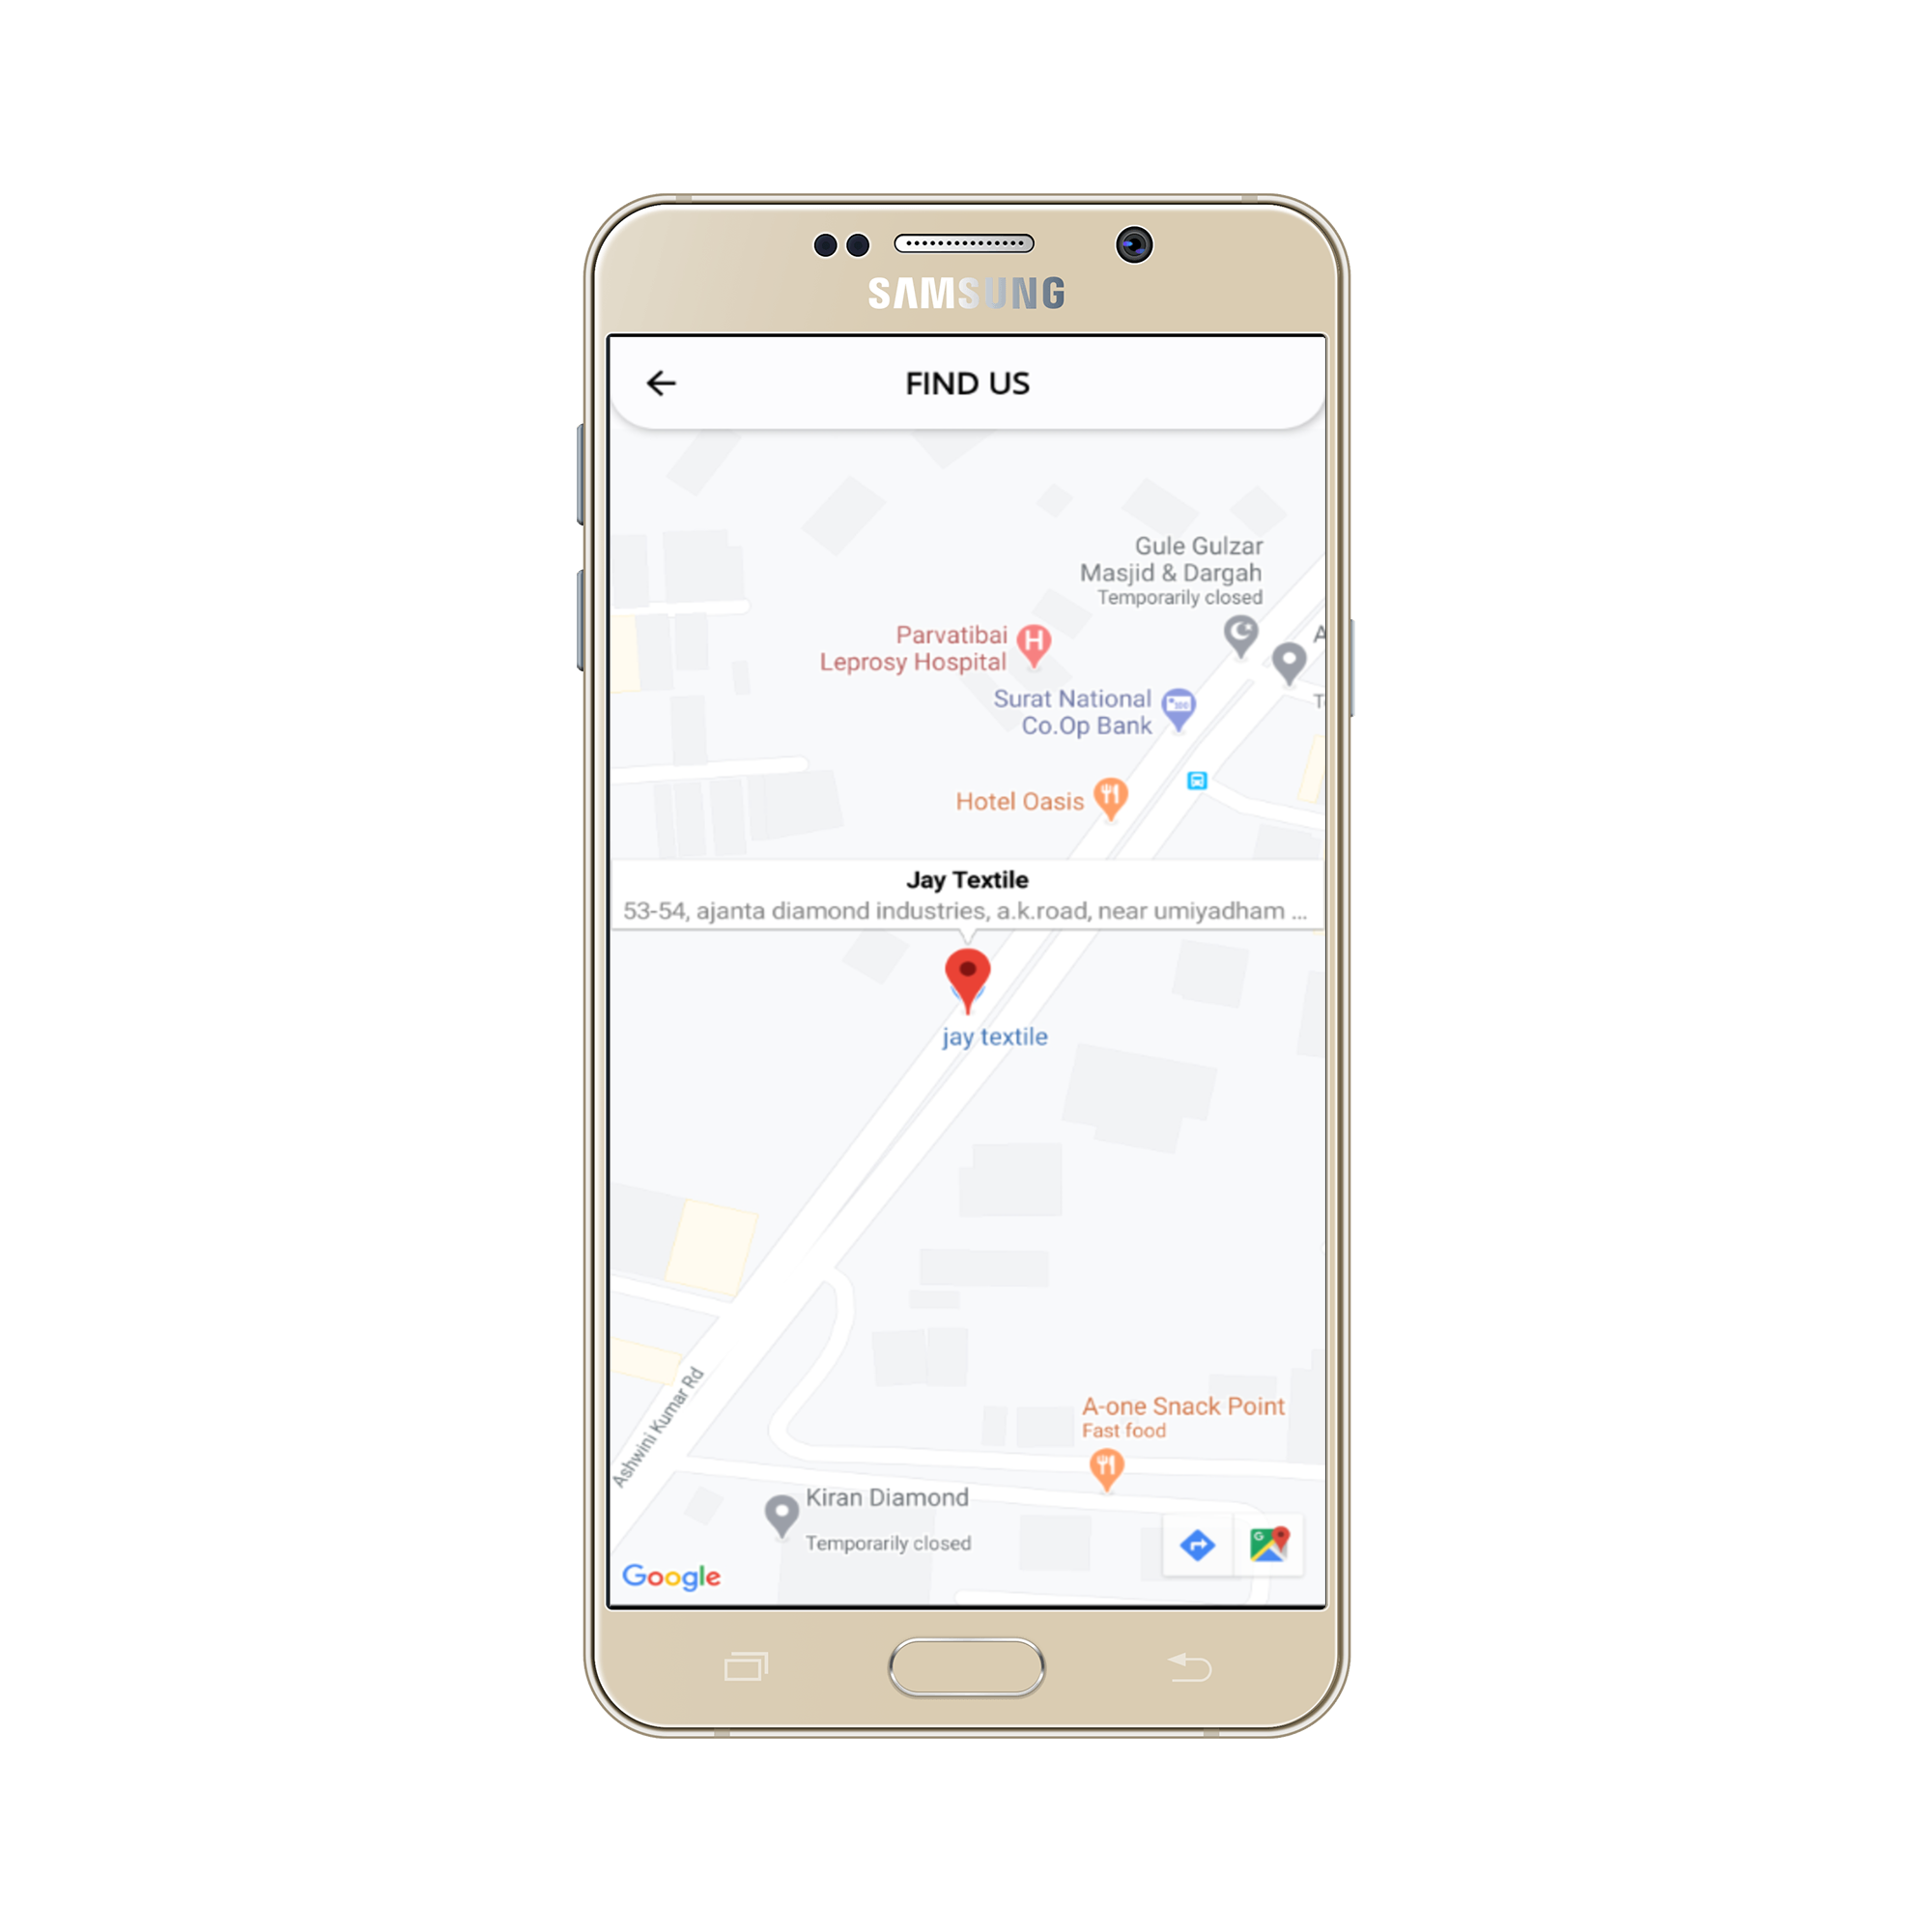 SAMSUNG
FIND US
Gule Gulzar
Masjid & Dargah
Temporarily closed
Parvatibai
Leprosy Hospital
Surat National
Co.Op Bank
Hotel Oasis
Jay Textile
53-54, ajanta diamond industries, a.k.road, near umiyadham ...
jay textile
Ashwini Kumar Rd
A-one Snack Point
Fast food
Kiran Diamond
Temporarily closed
Google